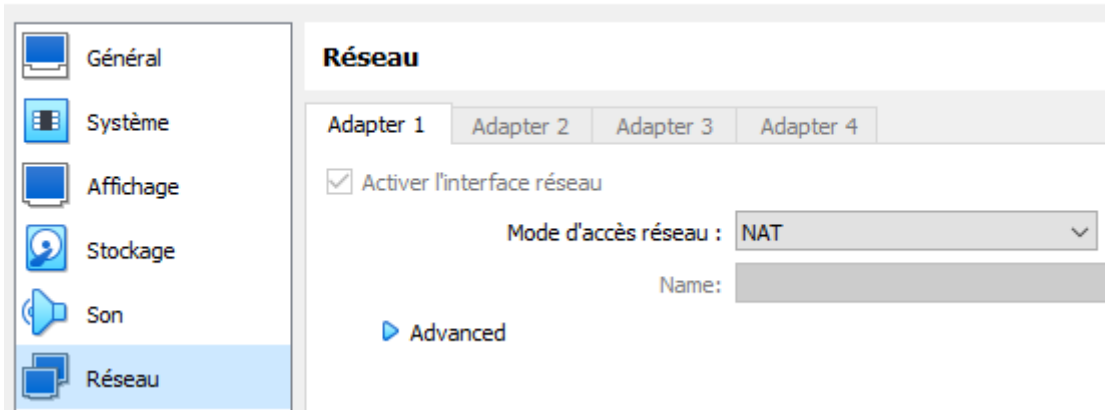 Général
Système
Affichage
Stockage
Son
Réseau
Réseau
Adapter 1 Adapter 2 Adapter 3 Adapter 4
Activer l'interface réseau
Mode d'accès réseau : NAT
Name:
Advanced